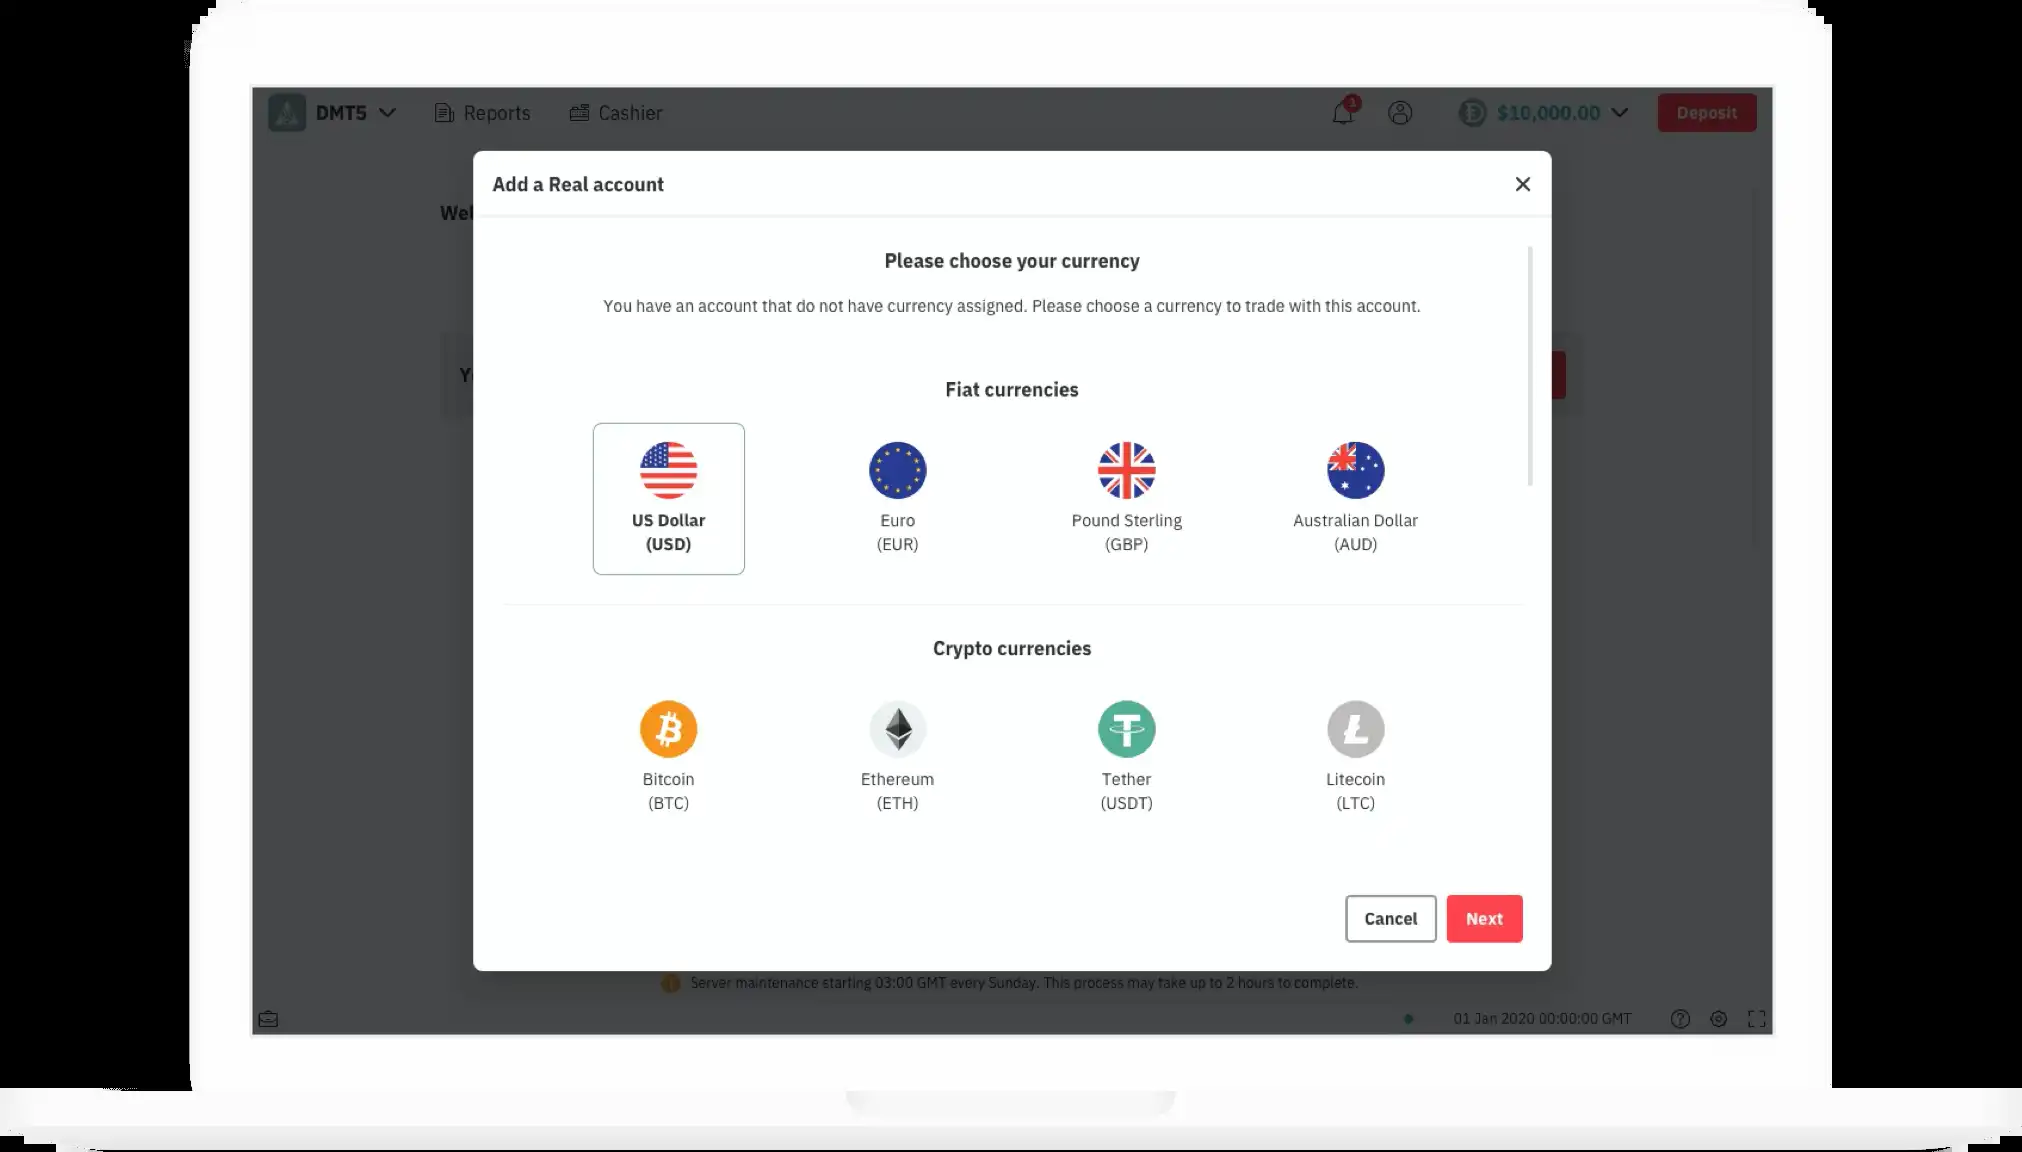 DMT5
Reports
Cashier
1
$10,000.00
Deposit
Add a Real account
Please choose your currency
You have an account that do not have currency assigned. Please choose a currency to trade with this account.
Fiat currencies
US Dollar
(USD)
Euro
(EUR)
Pound Sterling
(GBP)
Australian Dollar
(AUD)
Crypto currencies
Bitcoin
(BTC)
Ethereum
(ETH)
Tether
(USDT)
Litecoin
(LTC)
Cancel
Next
Server maintenance starting 03:00 GMT every Sunday. This process may take up to 2 hours to complete.
01 Jan 2020 00:00:00 GMT